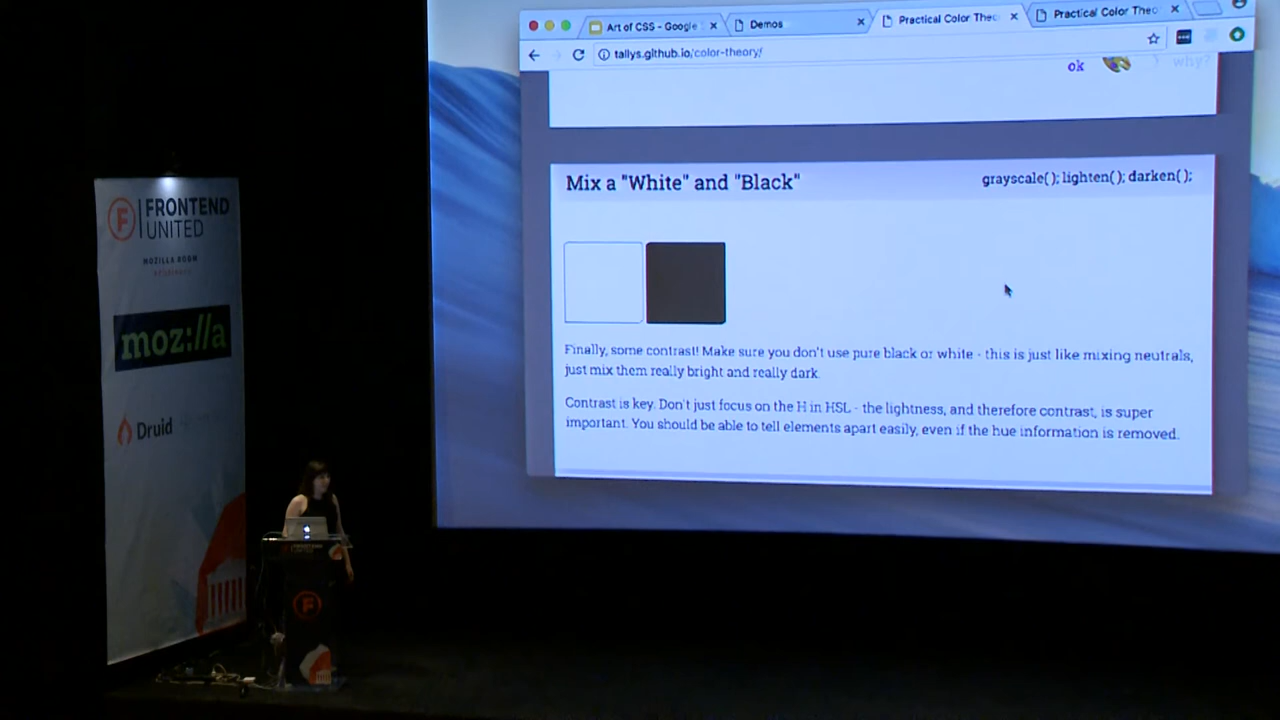 Art of CSS - Google
Demos
Practical Color Theo
Practical Color Theo
tallys.github.io/color-theory/
ok
why?
Mix a "White" and "Black"
grayscale( ); lighten( ); darken( );
Finally, some contrast! Make sure you don't use pure black or white - this is just like mixing neutrals,
just mix them really bright and really dark.
Contrast is key. Don't just focus on the H in HSL - the lightness, and therefore contrast, is super
important. You should be able to tell elements apart easily, even if the hue information is removed.
F FRONTEND
UNITED
MOZILLA ROOM
moz://a
Druid
FRONTEND
F